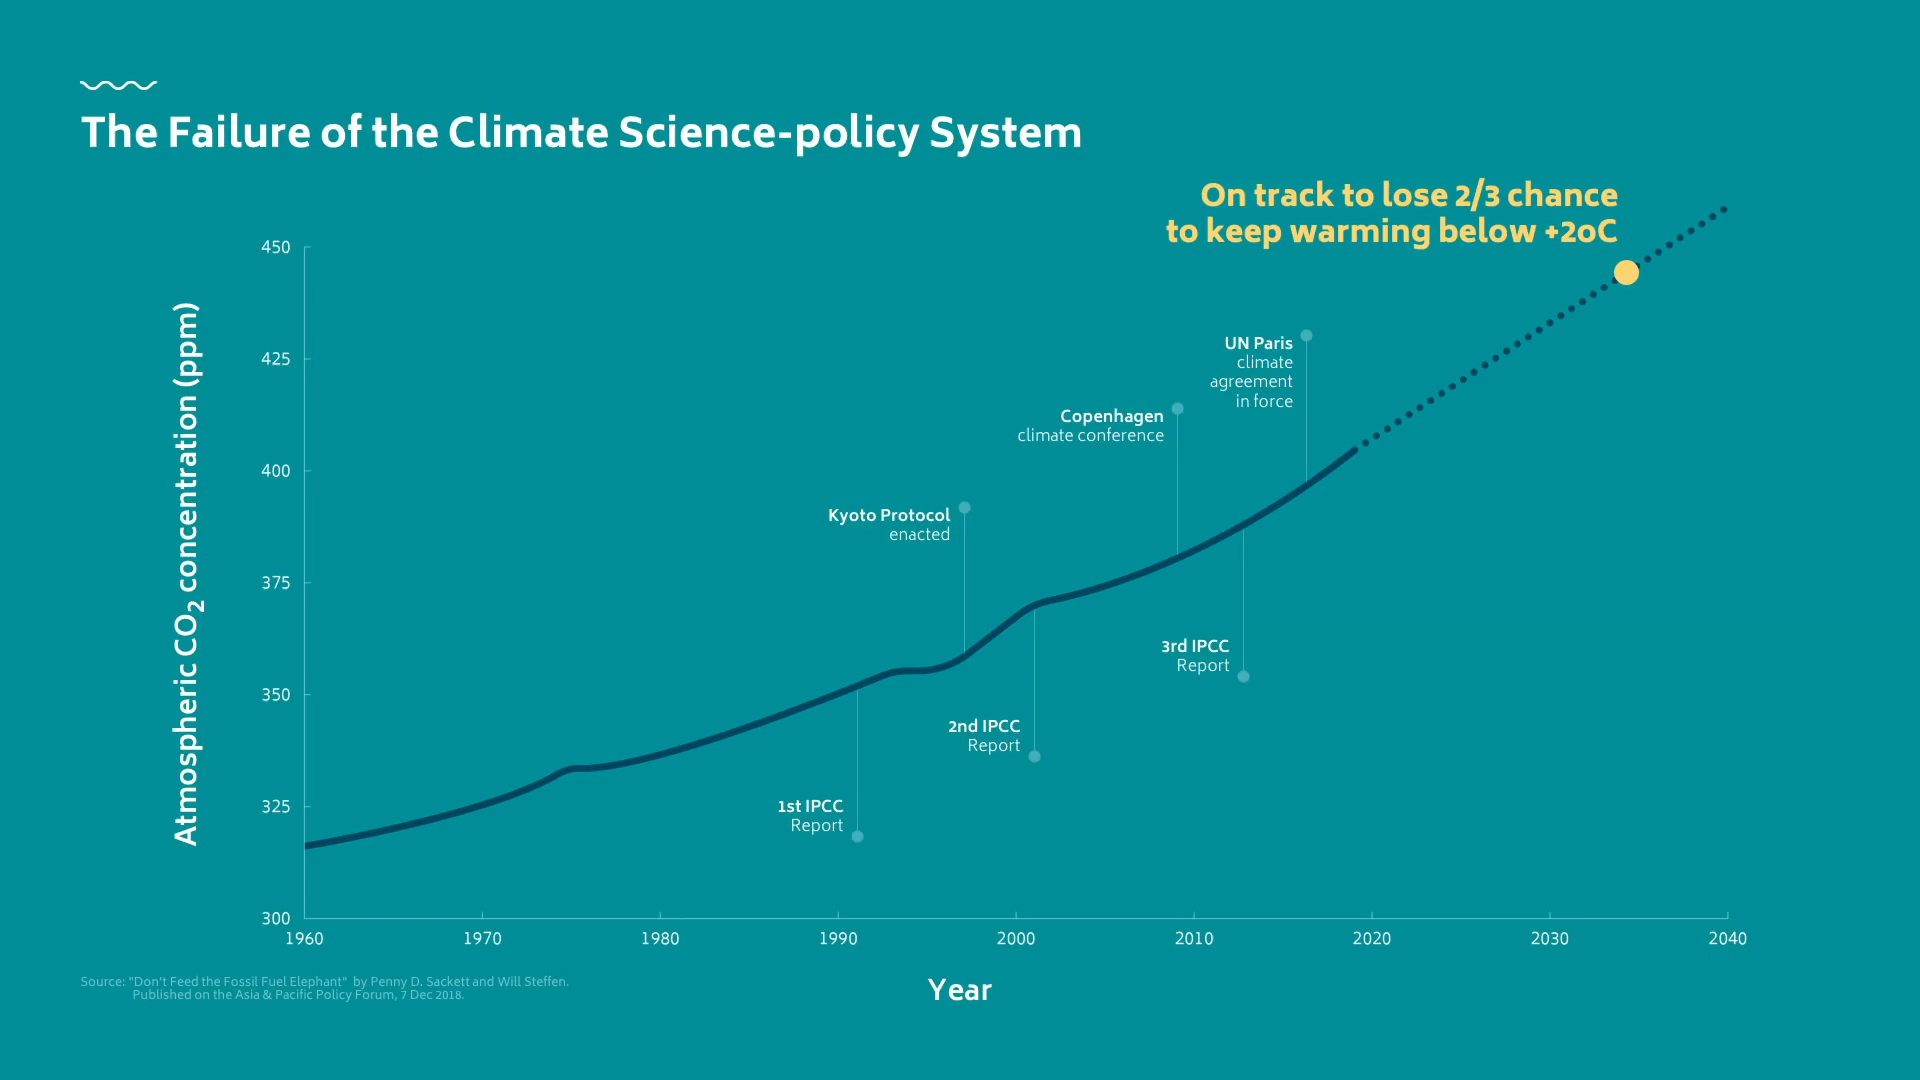 The Failure of the Climate Science-policy System
On track to lose 2/3 chance
to keep warming below +2oC
Atmospheric CO2 concentration (ppm)
450
425
400
375
350
325
300
UN Paris
climate
agreement
in force
Copenhagen
climate conference
Kyoto Protocol
enacted
3rd IPCC
Report
2nd IPCC
Report
1st IPCC
Report
1960 1970 1980 1990 2000 2010 2020 2030 2040
Year
Source: "Don't Feed the Fossil Fuel Elephant" by Penny D. Sackett and Will Steffen.
Published on the Asia & Pacific Policy Forum, 7 Dec 2018.